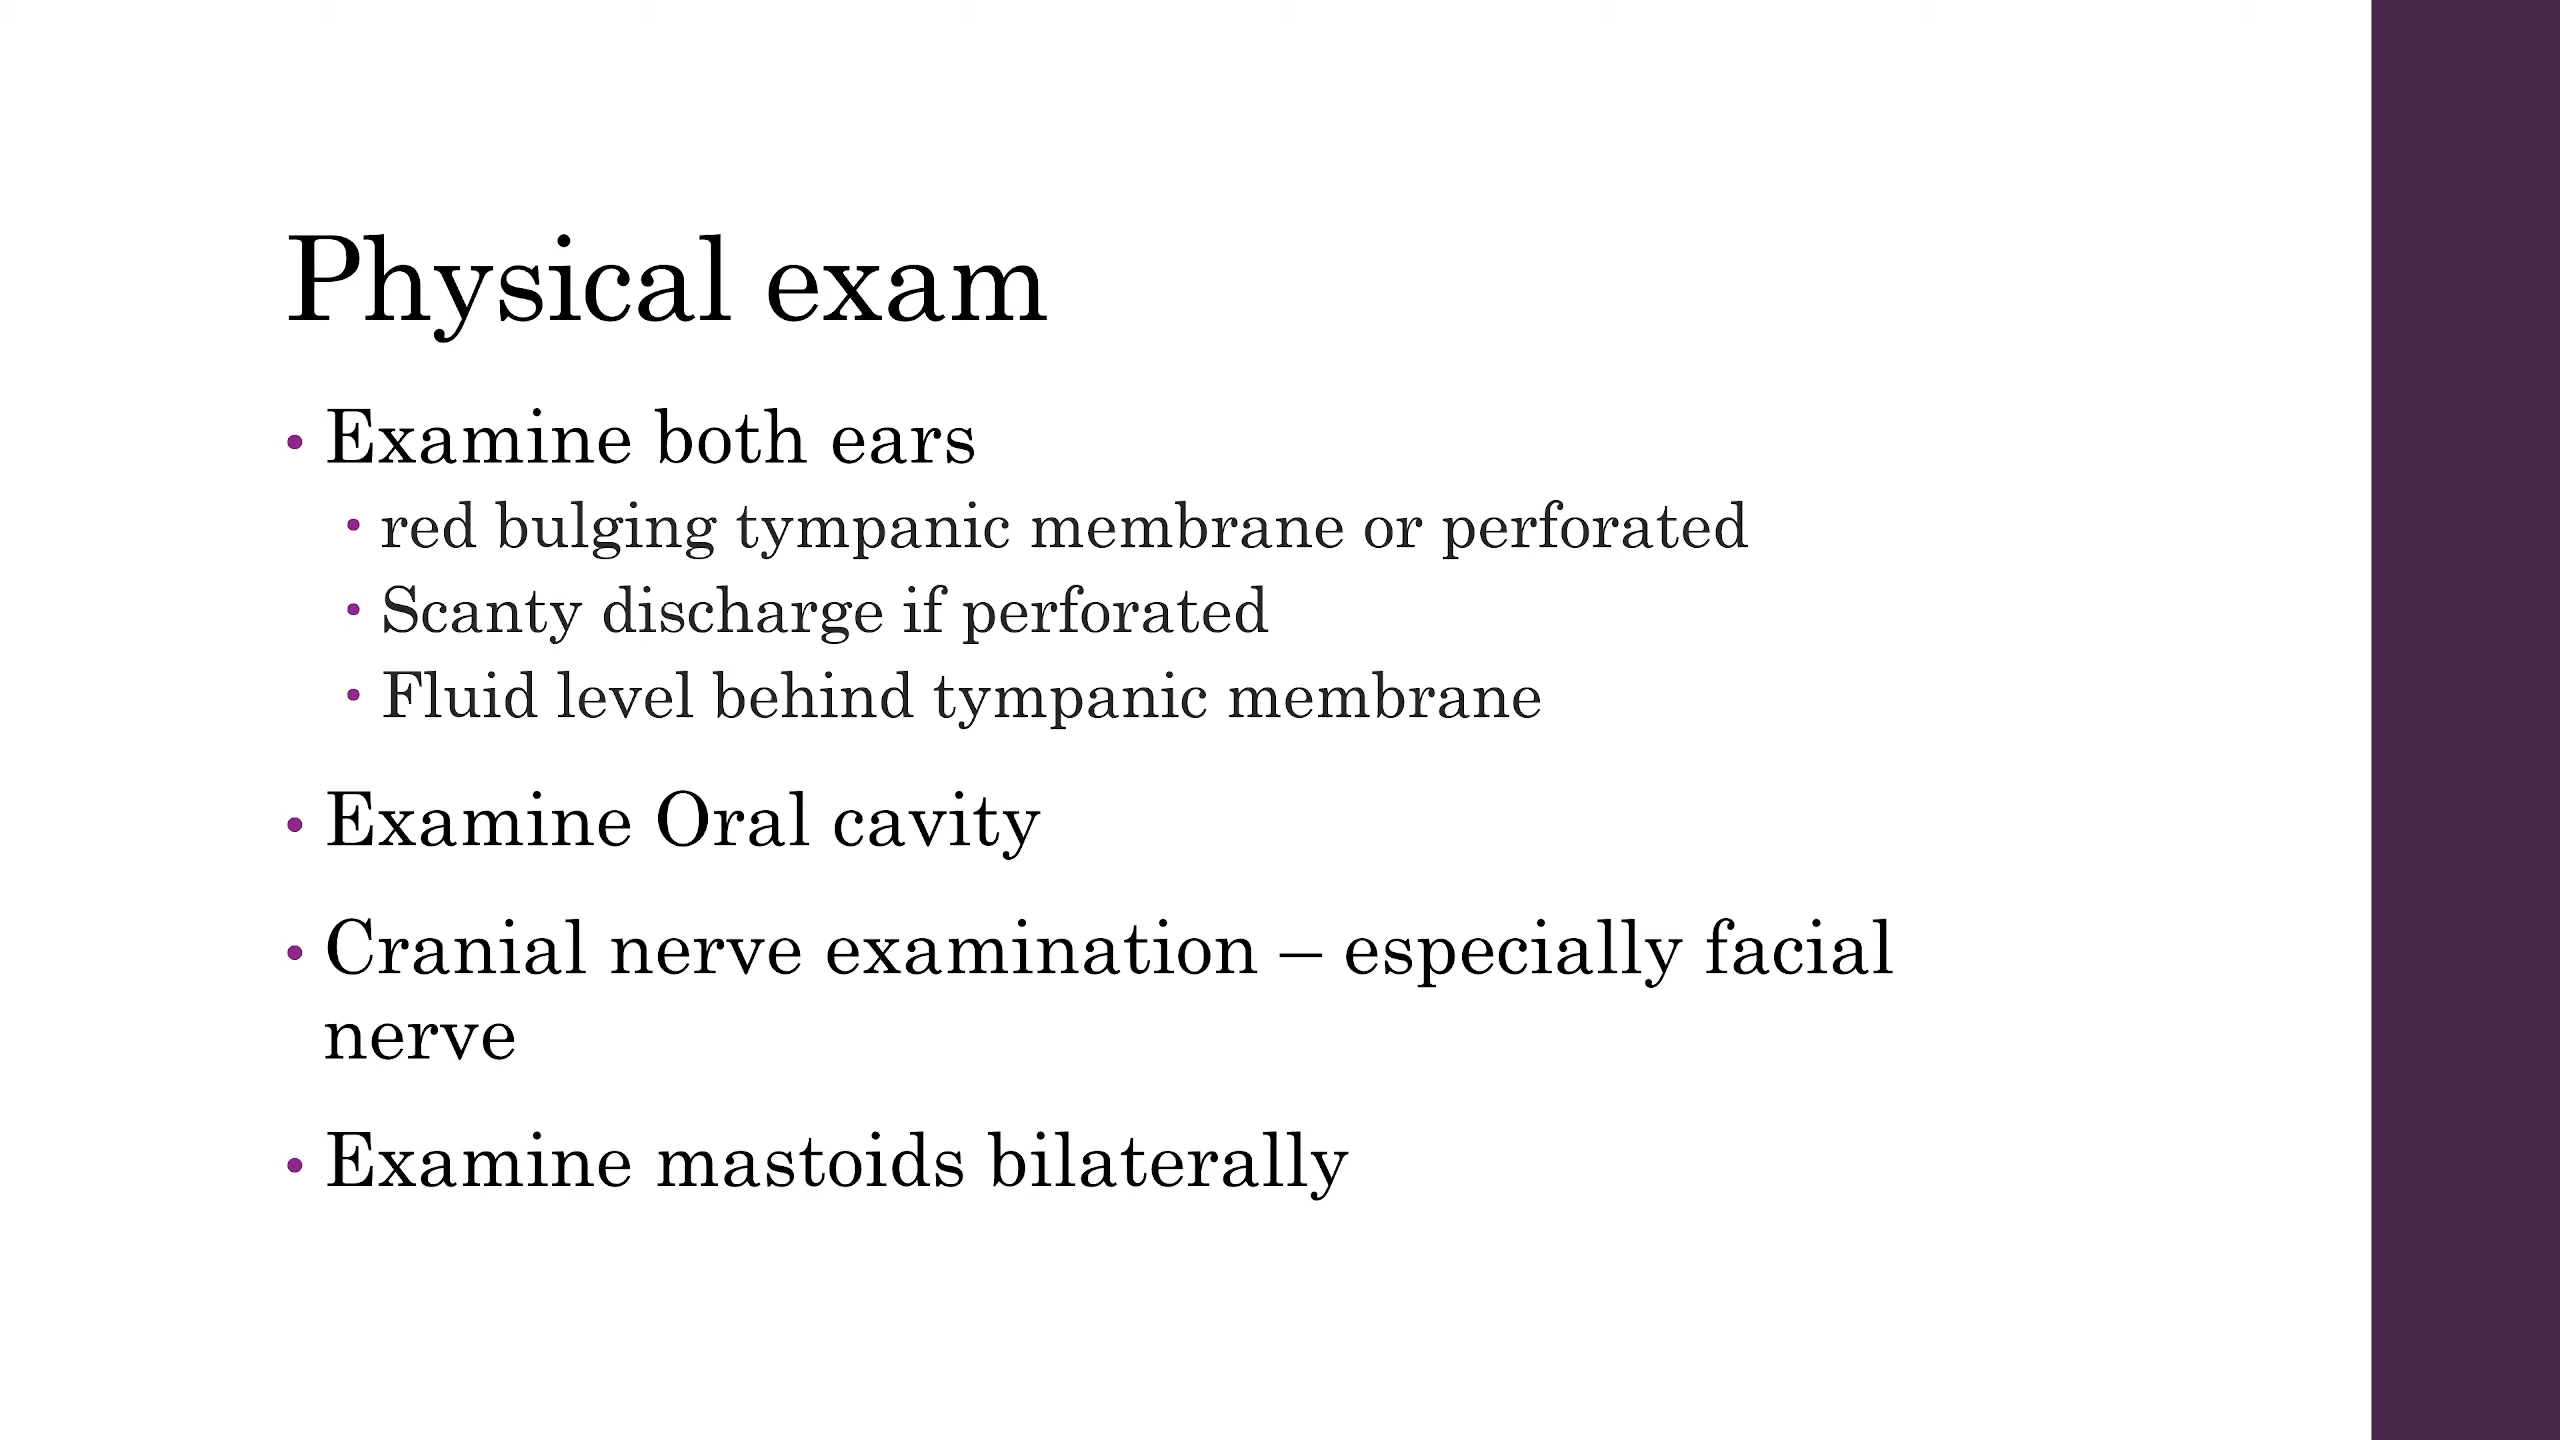 Physical exam
• Examine both ears
• red bulging tympanic membrane or perforated
• Scanty discharge if perforated
• Fluid level behind tympanic membrane
• Examine Oral cavity
• Cranial nerve examination – especially facial
nerve
• Examine mastoids bilaterally